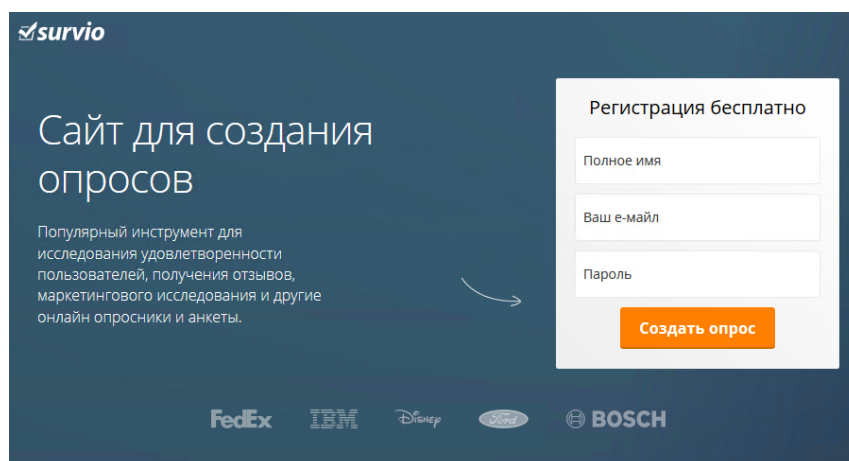 survio
Сайт для создания
опросов
Популярный инструмент для
исследования удовлетворенности
пользователей, получения отзывов,
маркетингового исследования и другие
онлайн опросники и анкеты.
Регистрация бесплатно
Полное имя
Ваш е-майл
Пароль
Создать опрос
FedEx IBM Disney Ford BOSCH